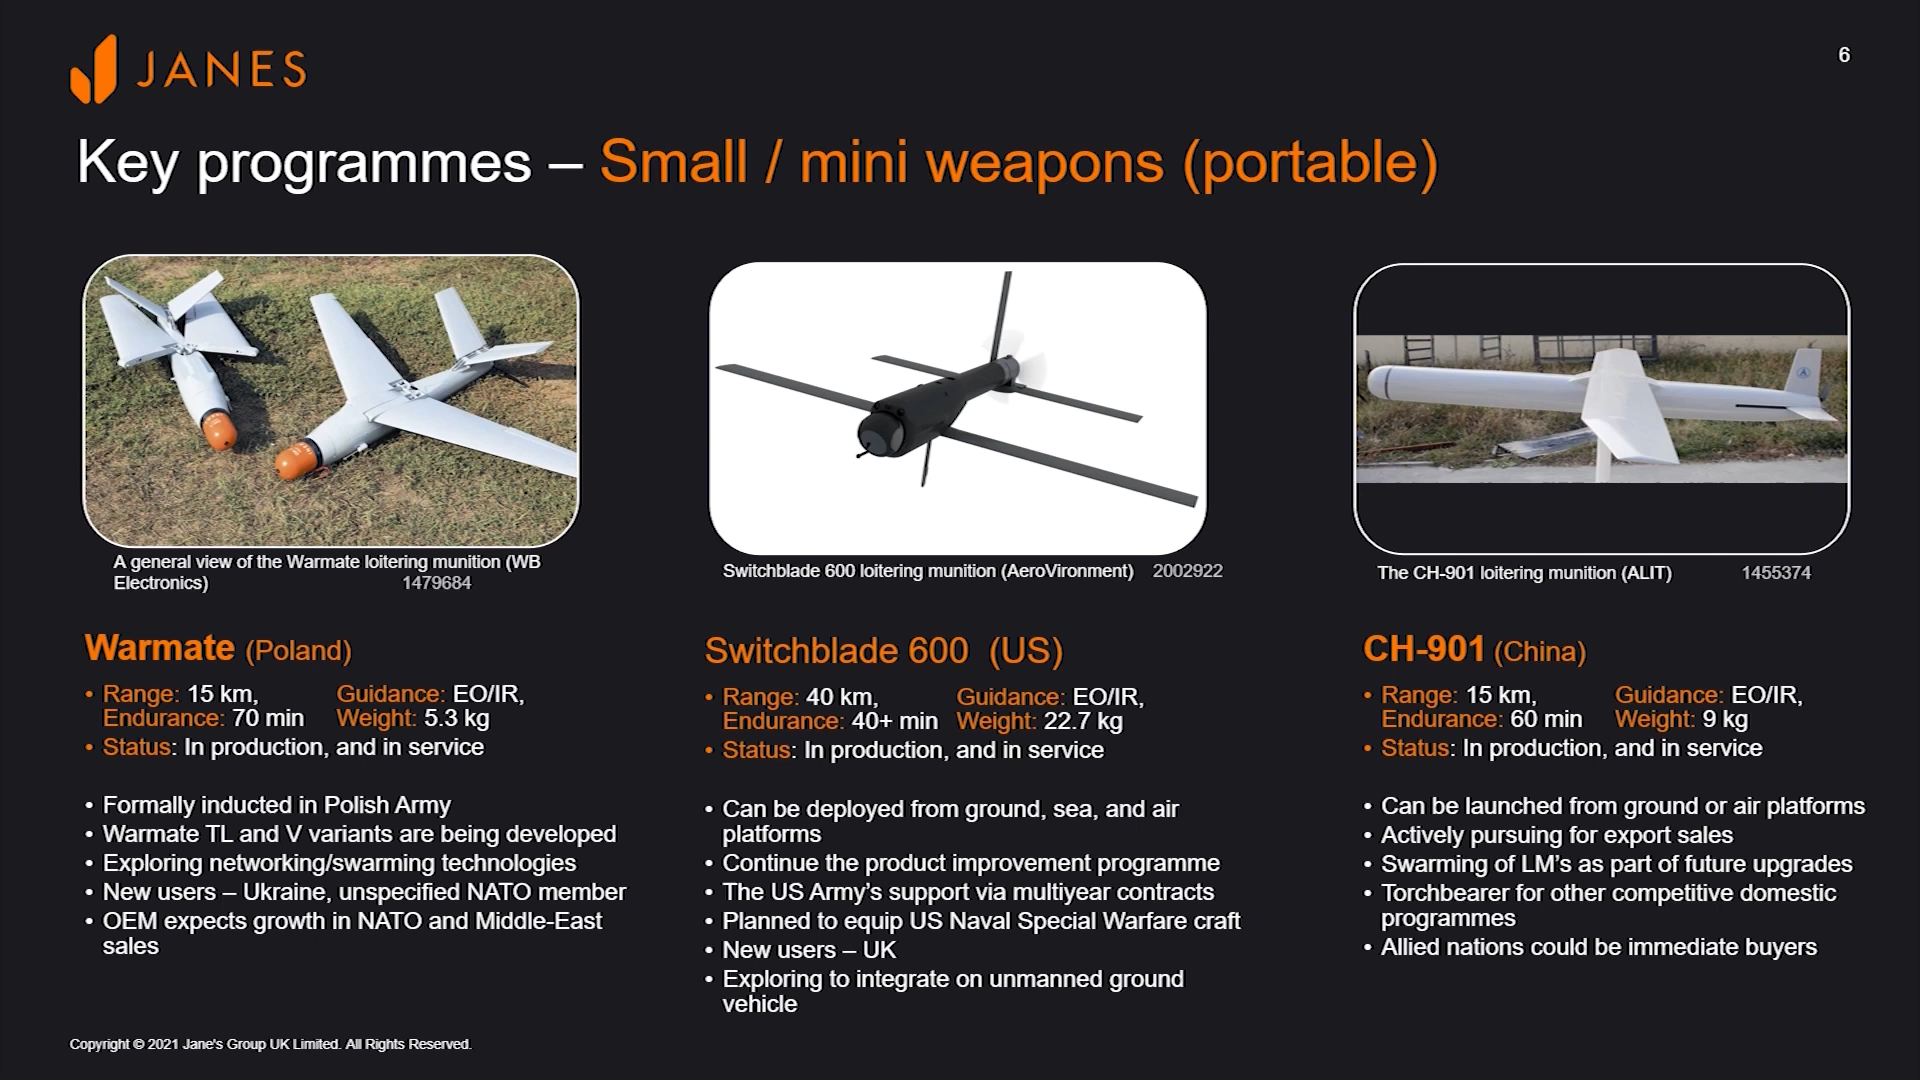 JANES
6
Key programmes – Small / mini weapons (portable)
A general view of the Warmate loitering munition (WB
Electronics) 1479684
Switchblade 600 loitering munition (AeroVironment) 2002922
The CH-901 loitering munition (ALIT) 1455374
Warmate (Poland)
• Range: 15 km, Guidance: EO/IR,
Endurance: 70 min Weight: 5.3 kg
• Status: In production, and in service
• Formally inducted in Polish Army
• Warmate TL and V variants are being developed
• Exploring networking/swarming technologies
• New users – Ukraine, unspecified NATO member
• OEM expects growth in NATO and Middle-East
sales
Switchblade 600 (US)
• Range: 40 km, Guidance: EO/IR,
Endurance: 40+ min Weight: 22.7 kg
• Status: In production, and in service
• Can be deployed from ground, sea, and air
platforms
• Continue the product improvement programme
• The US Army's support via multiyear contracts
• Planned to equip US Naval Special Warfare craft
• New users – UK
• Exploring to integrate on unmanned ground
vehicle
CH-901 (China)
• Range: 15 km, Guidance: EO/IR,
Endurance: 60 min Weight: 9 kg
• Status: In production, and in service
• Can be launched from ground or air platforms
• Actively pursuing for export sales
• Swarming of LM's as part of future upgrades
• Torchbearer for other competitive domestic
programmes
• Allied nations could be immediate buyers
Copyright © 2021 Jane's Group UK Limited. All Rights Reserved.